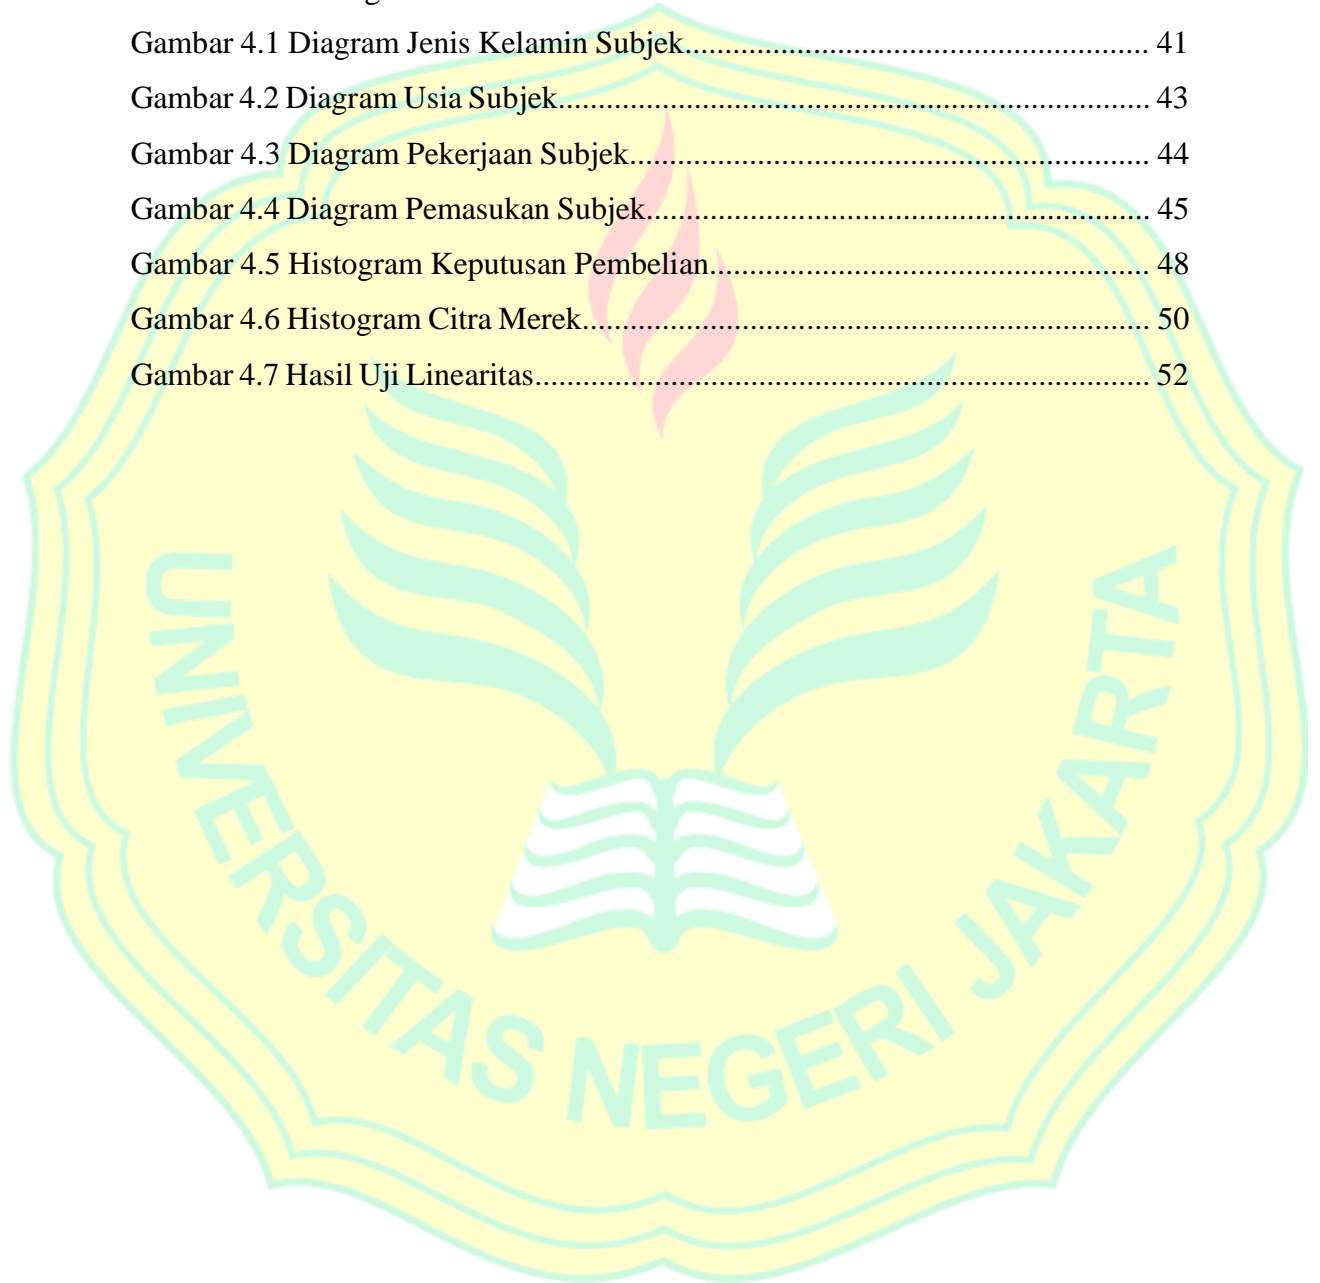 Gambar 4.1 Diagram Jenis Kelamin Subjek.......................................................... 41
Gambar 4.2 Diagram Usia Subjek.......................................................................... 43
Gambar 4.3 Diagram Pekerjaan Subjek................................................................. 44
Gambar 4.4 Diagram Pemasukan Subjek............................................................... 45
Gambar 4.5 Histogram Keputusan Pembelian....................................................... 48
Gambar 4.6 Histogram Citra Merek....................................................................... 50
Gambar 4.7 Hasil Uji Linearitas............................................................................. 52
UNIVERSITAS NEGERI JAKARTA